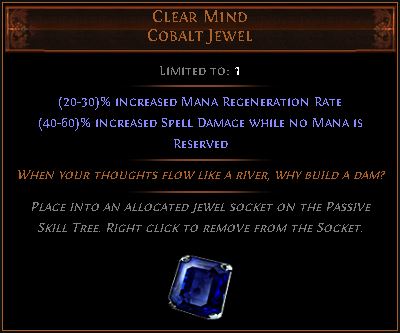 Clear Mind
Cobalt Jewel
Limited to: 1
(20-30)% increased Mana Regeneration Rate
(40-60)% increased Spell Damage while no Mana is
Reserved
When your thoughts flow like a river, why build a dam?
Place into an allocated jewel socket on the Passive
Skill Tree. Right click to remove from the Socket.